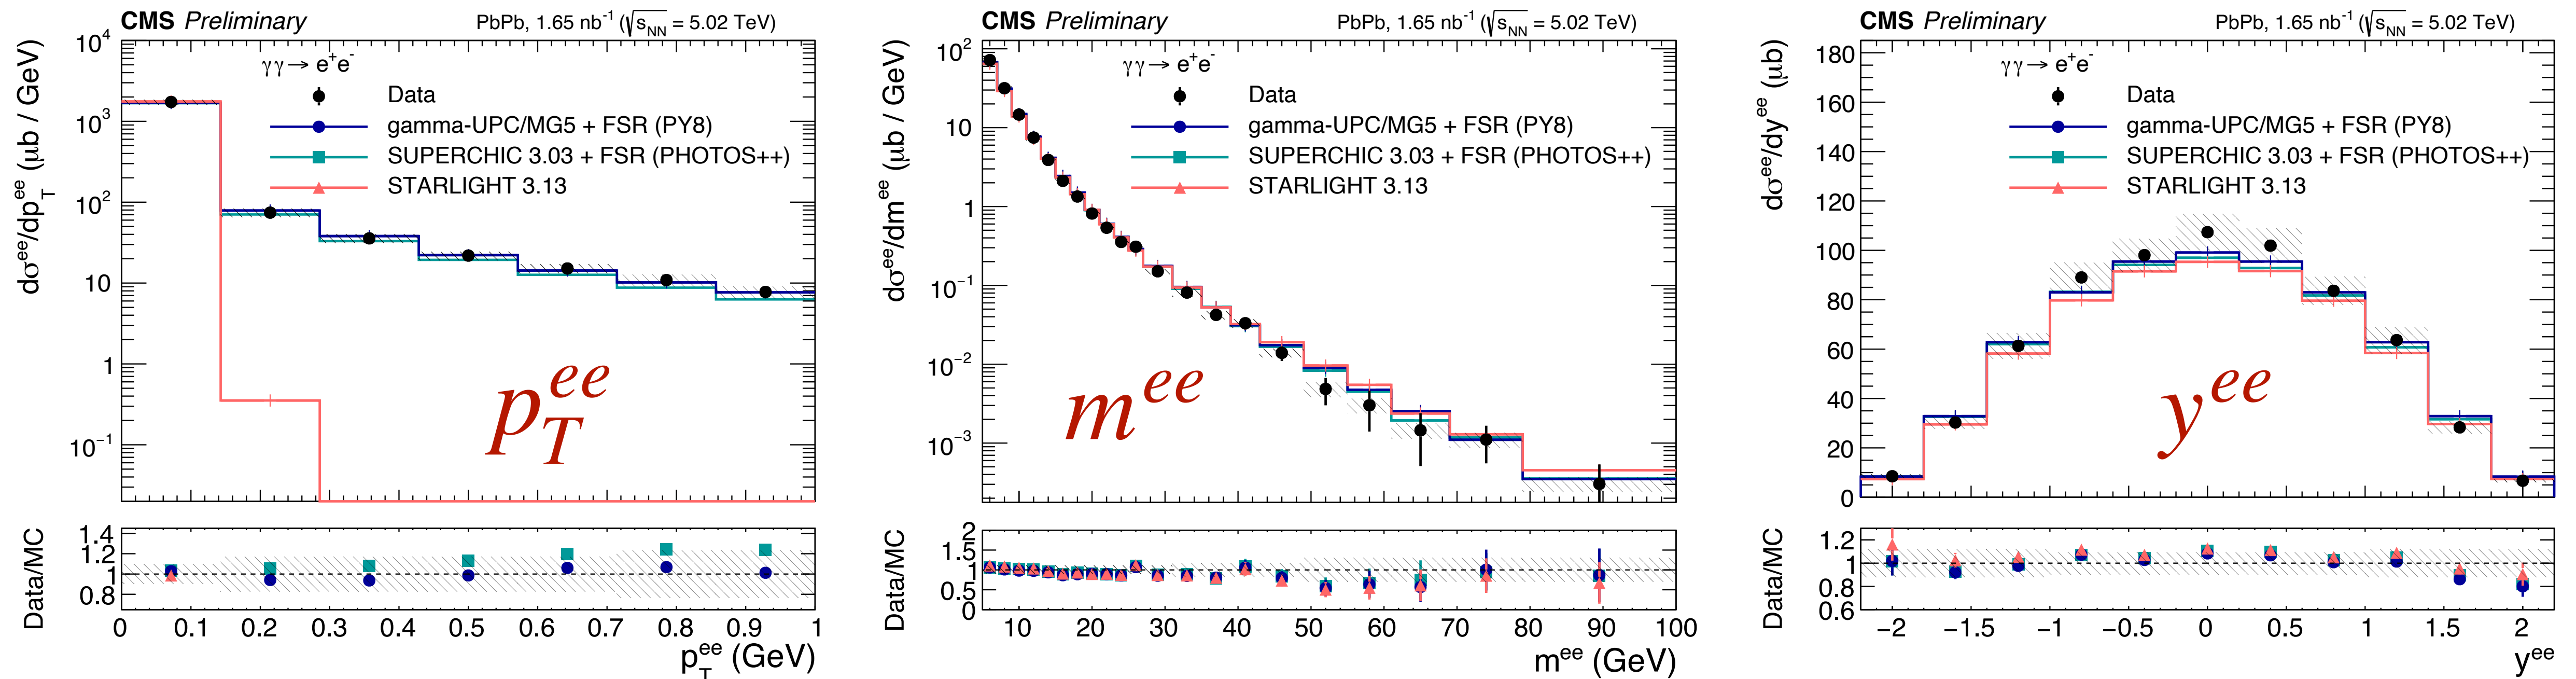 CMS Preliminary PbPb, 1.65 nb⁻¹ (√sNN = 5.02 TeV)
dσᵉᵉ/dpTᵉᵉ (μb / GeV)
γγ→ e⁺e⁻
Data
gamma-UPC/MG5 + FSR (PY8)
SUPERCHIC 3.03 + FSR (PHOTOS++)
STARLIGHT 3.13
10⁴
10³
10²
10
1
10⁻¹
pTᵉᵉ
Data/MC
1.4
1.2
1
0.8
0 0.1 0.2 0.3 0.4 0.5 0.6 0.7 0.8 0.9 1
pTᵉᵉ (GeV)
CMS Preliminary PbPb, 1.65 nb⁻¹ (√sNN = 5.02 TeV)
dσᵉᵉ/dmᵉᵉ (μb / GeV)
γγ→ e⁺e⁻
Data
gamma-UPC/MG5 + FSR (PY8)
SUPERCHIC 3.03 + FSR (PHOTOS++)
STARLIGHT 3.13
10²
10
1
10⁻¹
10⁻²
10⁻³
mᵉᵉ
Data/MC
2
1.5
1
0.5
0
10 20 30 40 50 60 70 80 90 100
mᵉᵉ (GeV)
CMS Preliminary PbPb, 1.65 nb⁻¹ (√sNN = 5.02 TeV)
dσᵉᵉ/dyᵉᵉ (μb)
γγ→ e⁺e⁻
Data
gamma-UPC/MG5 + FSR (PY8)
SUPERCHIC 3.03 + FSR (PHOTOS++)
STARLIGHT 3.13
180
160
140
120
100
80
60
40
20
0
yᵉᵉ
Data/MC
1.2
1
0.8
0.6
−2 −1.5 −1 −0.5 0 0.5 1 1.5 2
yᵉᵉ